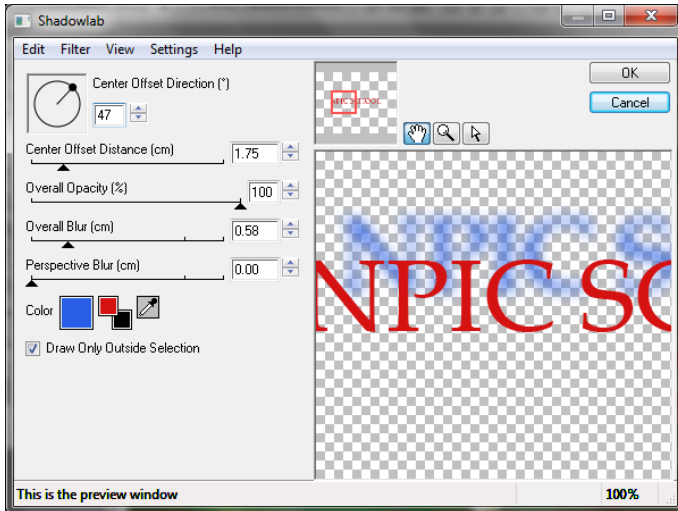 Shadowlab
Edit Filter View Settings Help
Center Offset Direction (°)
47
Center Offset Distance (cm)
1.75
Overall Opacity (%)
100
Overall Blur (cm)
0.58
Perspective Blur (cm)
0.00
Color
Draw Only Outside Selection
OK
Cancel
NPIC S
NPIC SC
This is the preview window
100%